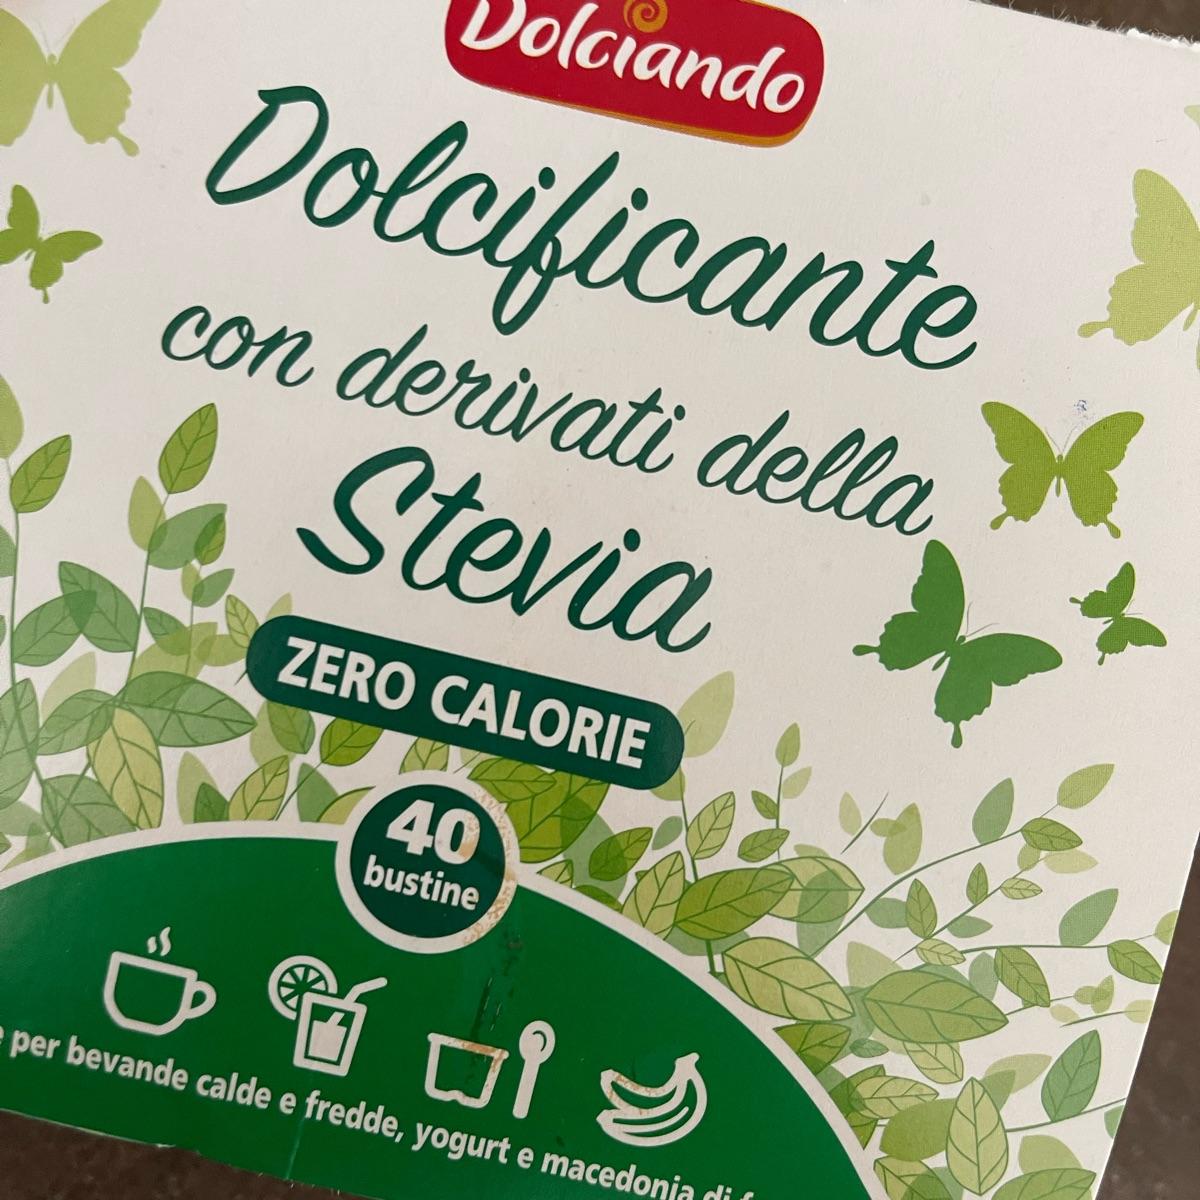 Dolciando
Dolcificante
con derivati della
Stevia
ZERO CALORIE
40
bustine
per bevande calde e fredde, yogurt e macedonia di